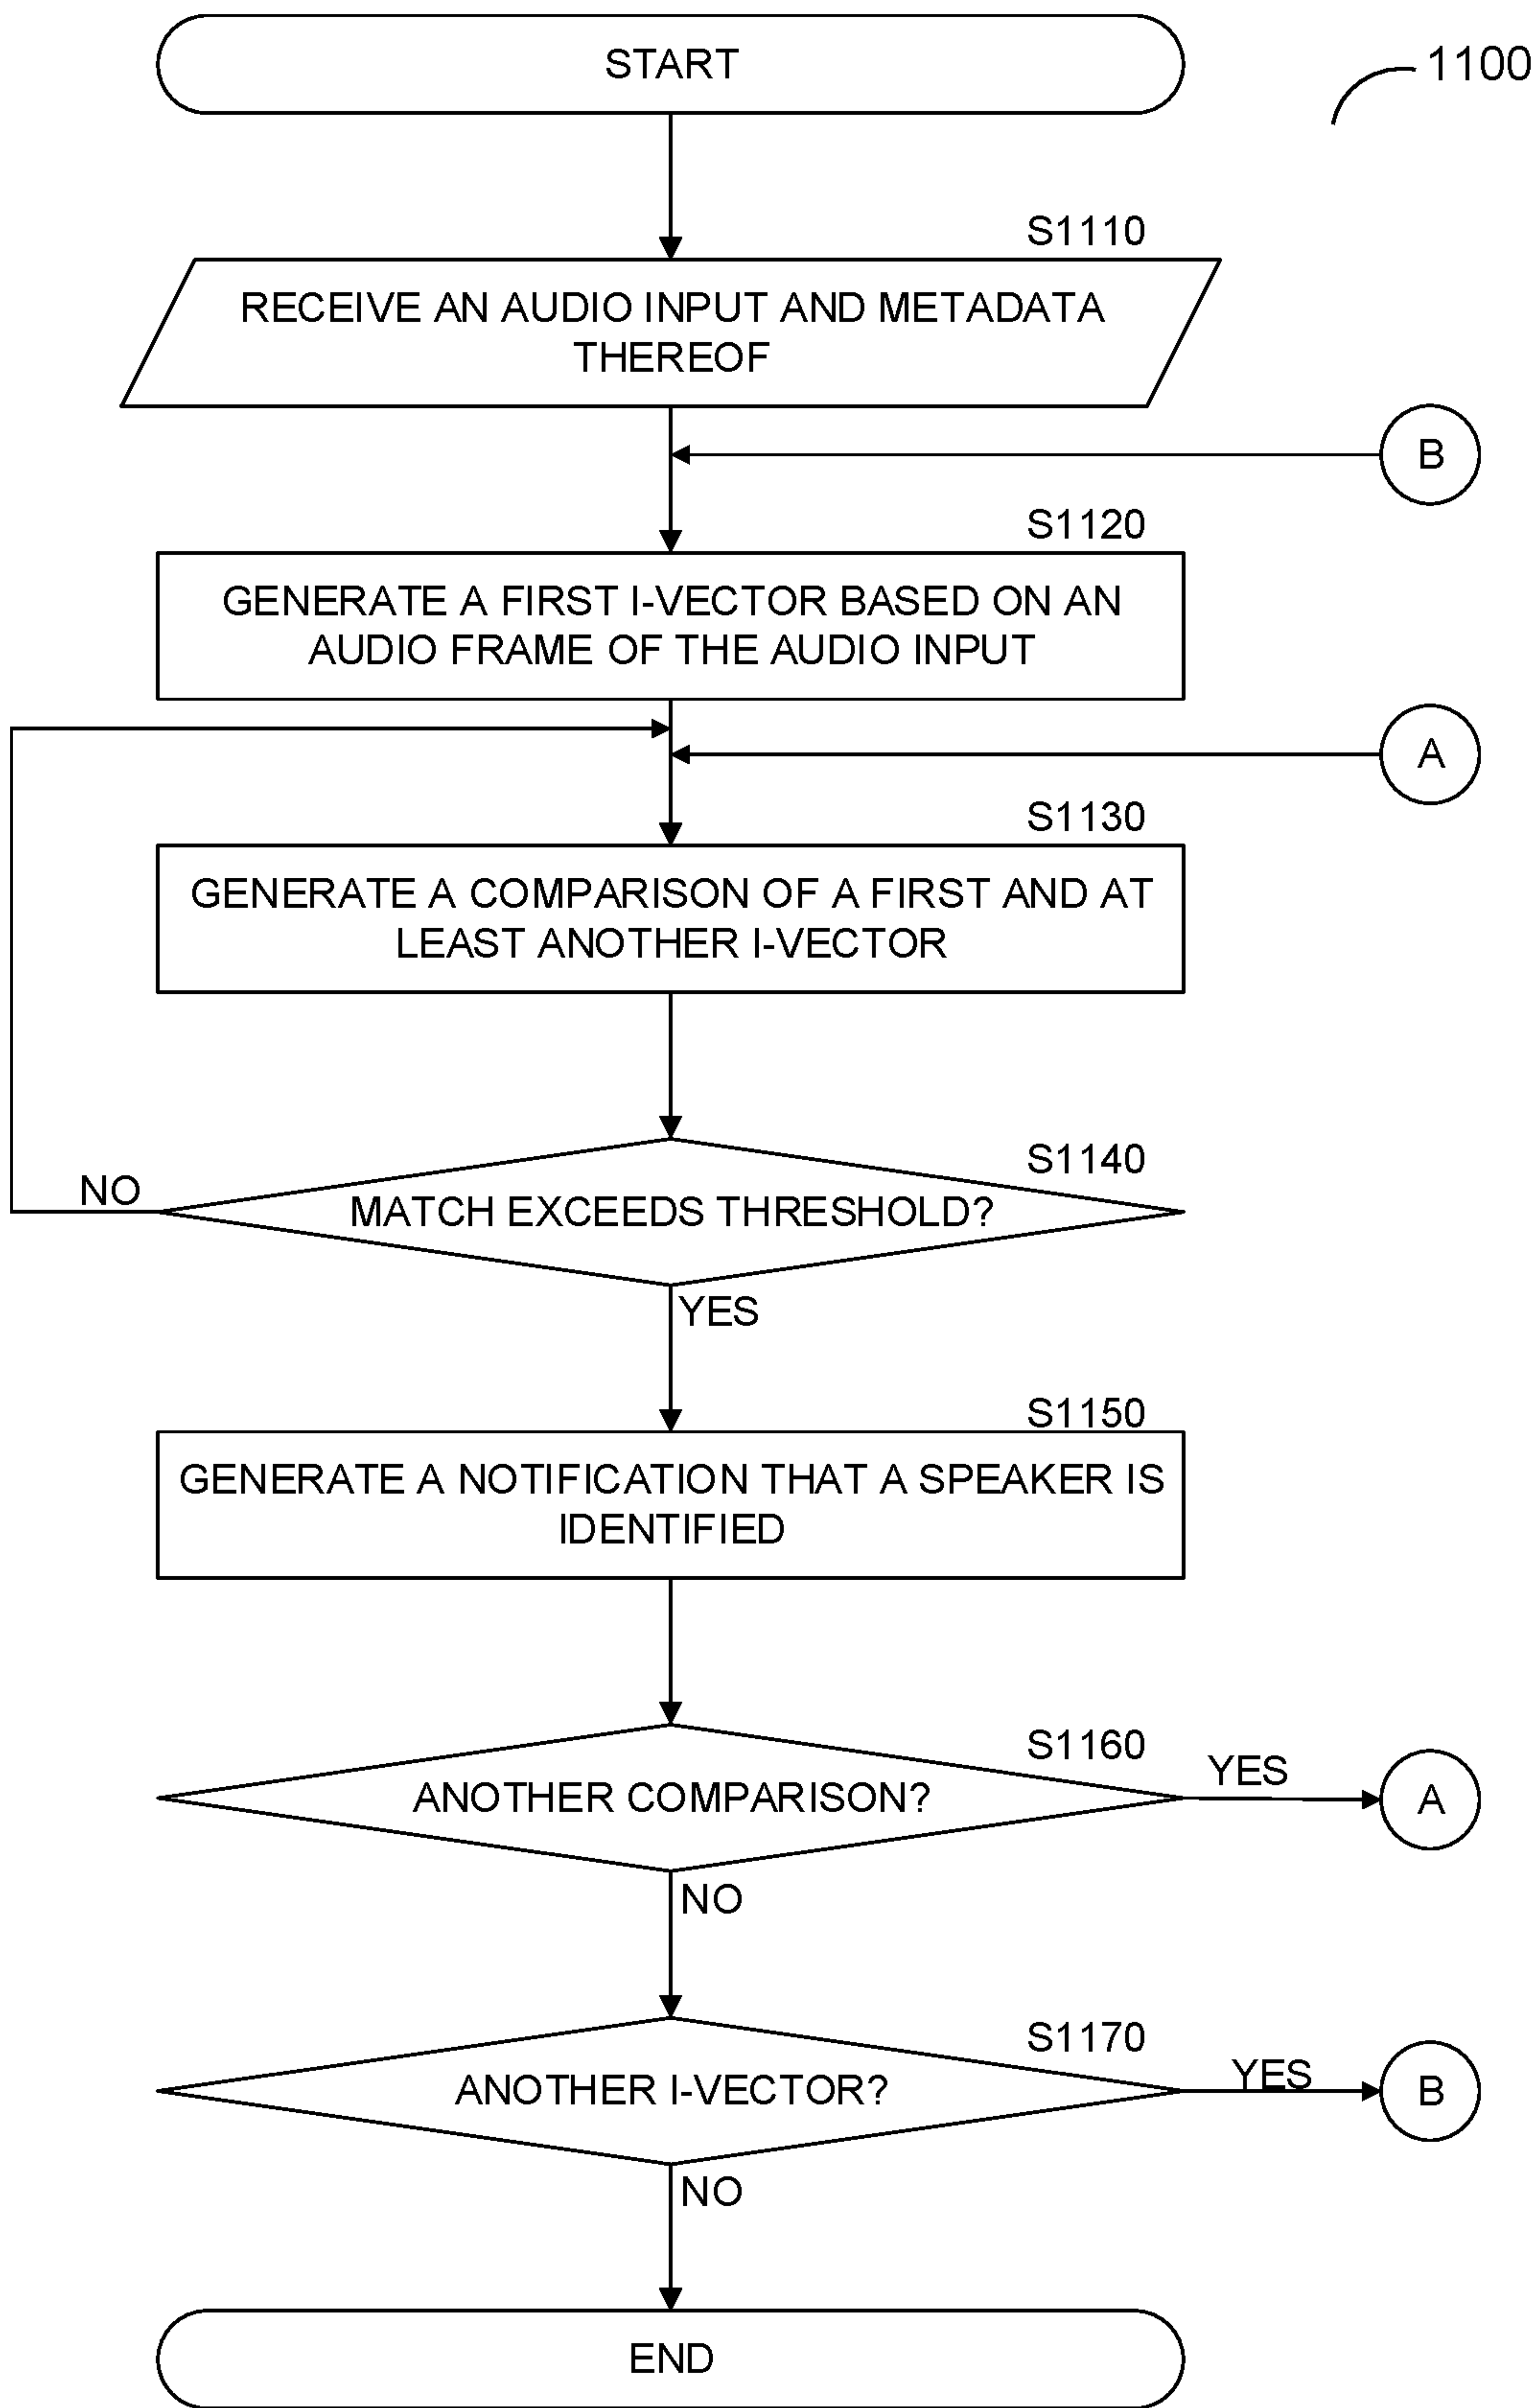 START
1100
S1110
RECEIVE AN AUDIO INPUT AND METADATA
THEREOF
B
S1120
GENERATE A FIRST I-VECTOR BASED ON AN
AUDIO FRAME OF THE AUDIO INPUT
A
S1130
GENERATE A COMPARISON OF A FIRST AND AT
LEAST ANOTHER I-VECTOR
S1140
NO
MATCH EXCEEDS THRESHOLD?
YES
S1150
GENERATE A NOTIFICATION THAT A SPEAKER IS
IDENTIFIED
S1160
YES
ANOTHER COMPARISON?
A
NO
S1170
YES
ANOTHER I-VECTOR?
B
NO
END